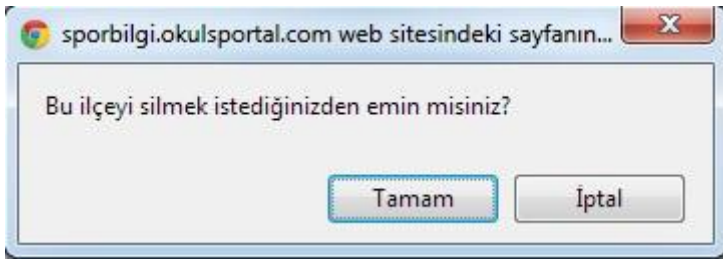 sporbilgi.okulsportal.com web sitesindeki sayfanın...
Bu ilçeyi silmek istediğinizden emin misiniz?
Tamam
İptal